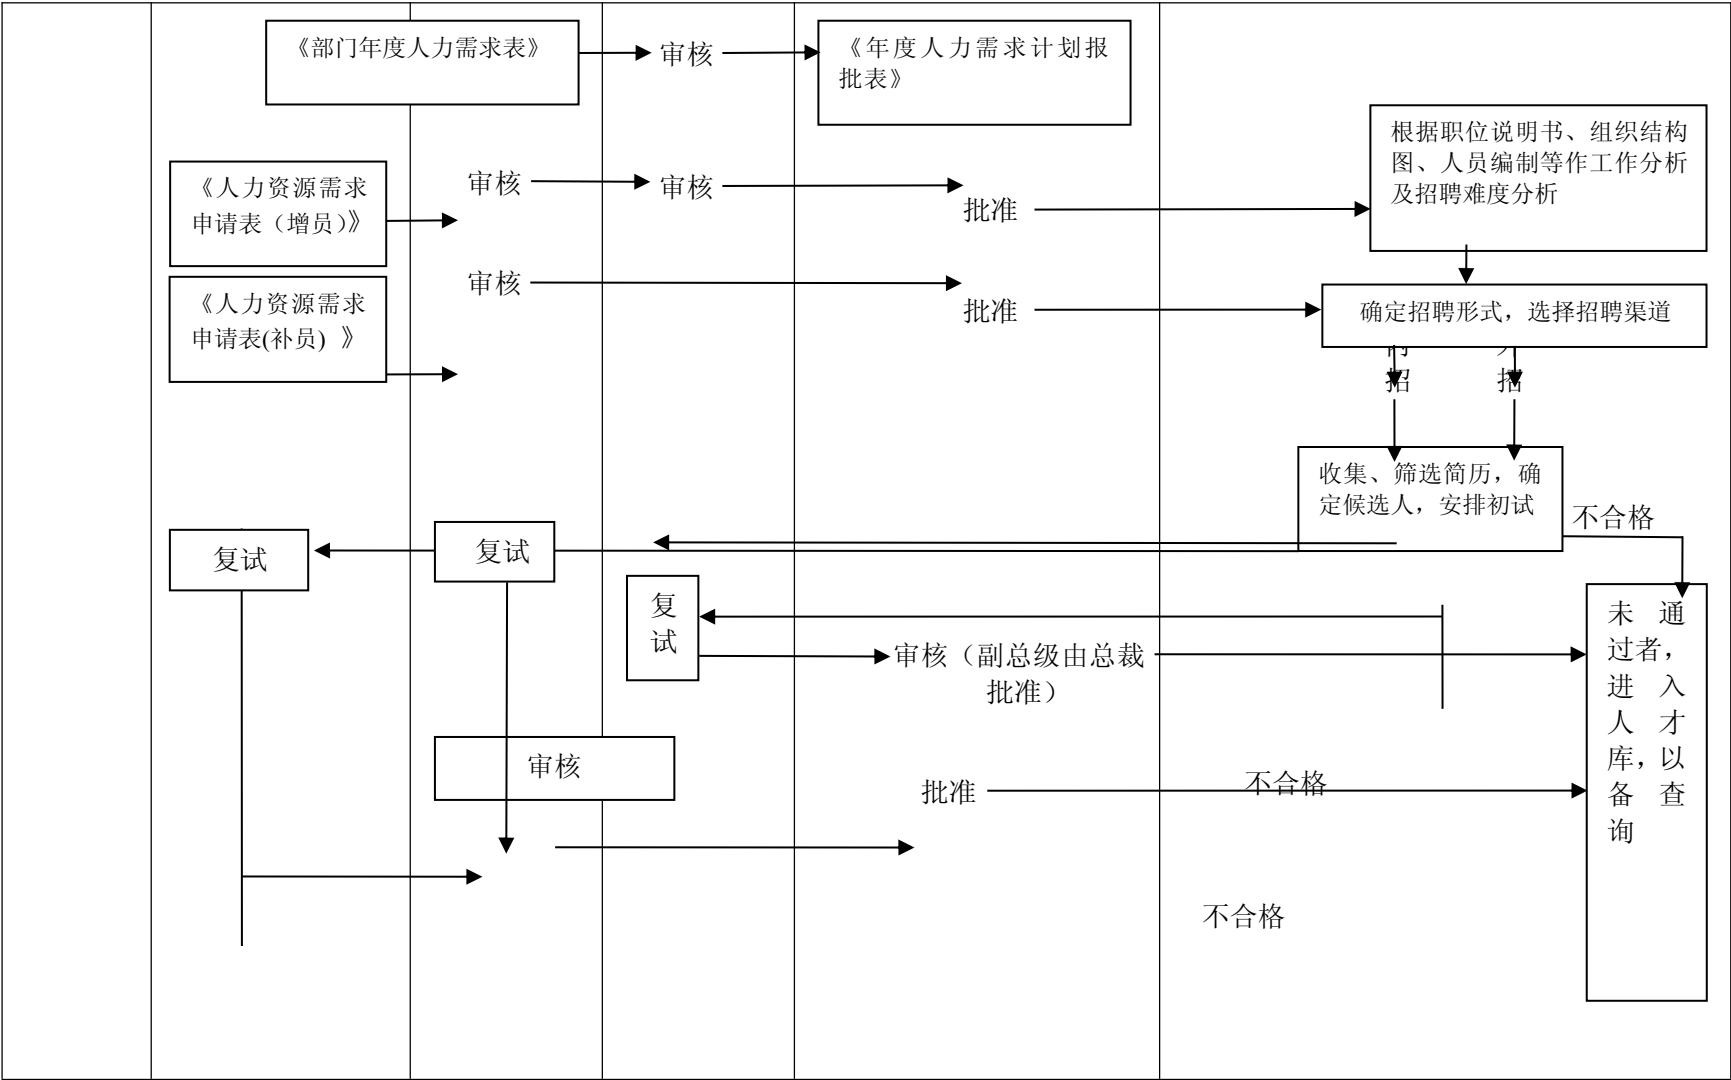 《部门年度人力需求表》
审核
《年度人力需求计划报
批表》
根据职位说明书、组织结构
图、人员编制等作工作分析
及招聘难度分析
《人力资源需求
申请表（增员）》
审核
审核
批准
《人力资源需求
申请表(补员) 》
审核
批准
确定招聘形式，选择招聘渠道
招
招
收集、筛选简历，确
定候选人，安排初试
不合格
复试
复试
复
试
审核（副总级由总裁
批准）
未通
过者，
进入
人才
库，以
备查
询
审核
批准
不合格
不合格